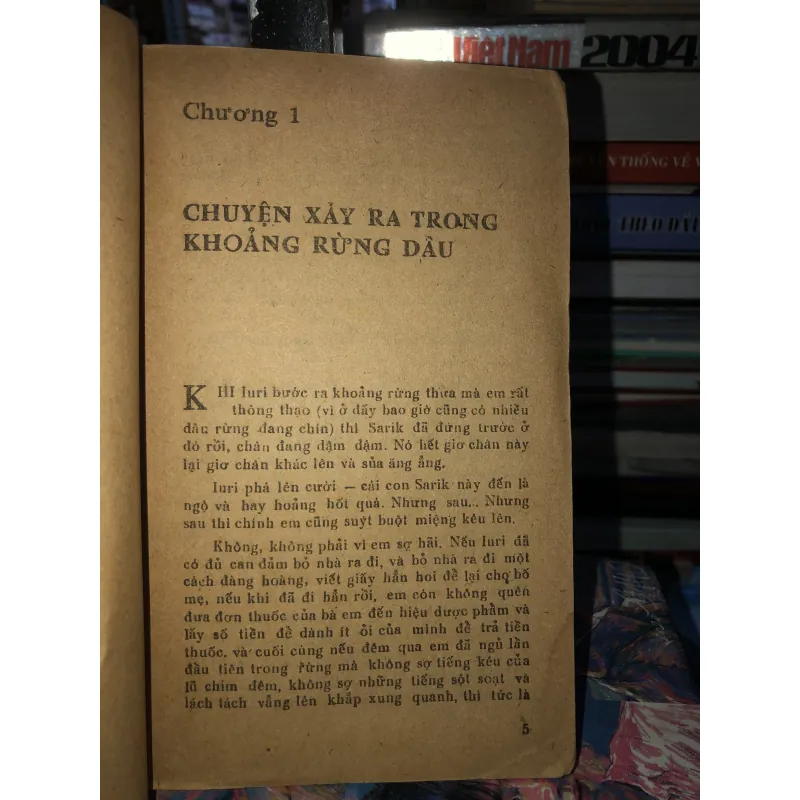 Việt Nam 2004
THỐNG VỀ V
THEO DẤU
Chương 1
CHUYỆN XẢY RA TRONG
KHOẢNG RỪNG DÂU
KHI Iuri bước ra khoảng rừng thưa mà em rất
thông thạo (vì ở đấy bao giờ cũng có nhiều
dâu rừng đang chín) thì Sarik đã đứng trước ở
đó rồi, chân đang dậm dậm. Nó hết giơ chân này
lại giơ chân khác lên và sủa ăng ẳng.
Iuri phá lên cười — cái con Sarik này đến là
ngộ và hay hoảng hốt quá. Nhưng sau... Nhưng
sau thì chính em cũng suýt buột miệng kêu lên.
Không, không phải vì em sợ hãi. Nếu Iuri đã
có đủ can đảm bỏ nhà ra đi, và bỏ nhà ra đi một
cách đàng hoàng, viết giấy hẳn hoi để lại cho bố
mẹ, nếu khi đã đi hẳn rồi, em còn không quên
đưa đơn thuốc của bà em đến hiệu dược phẩm và
lấy số tiền để dành ít ỏi của mình để trả tiền
thuốc. và cuối cùng nếu đêm qua em đã ngủ lần
đầu tiên trong rừng mà không sợ tiếng kêu của
lũ chim đêm, không sợ những tiếng sột soạt và
lách tách vẳng lên khắp xung quanh, thì tức là
5